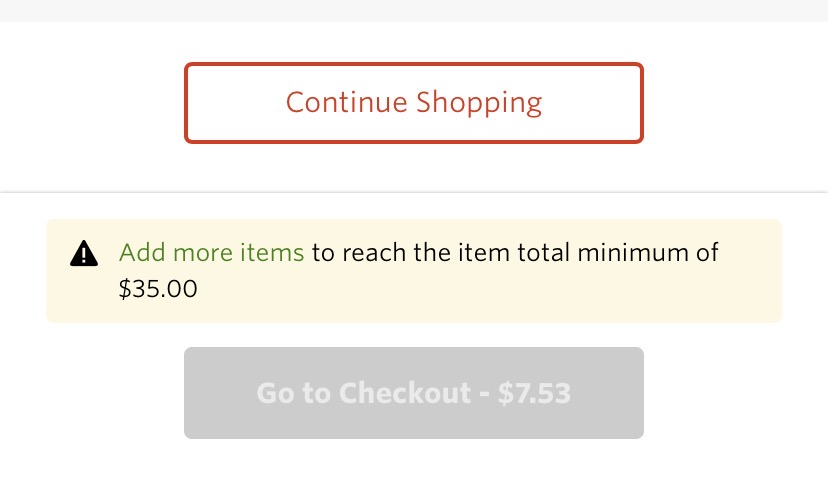 Continue Shopping
Add more items to reach the item total minimum of
$35.00
Go to Checkout - $7.53